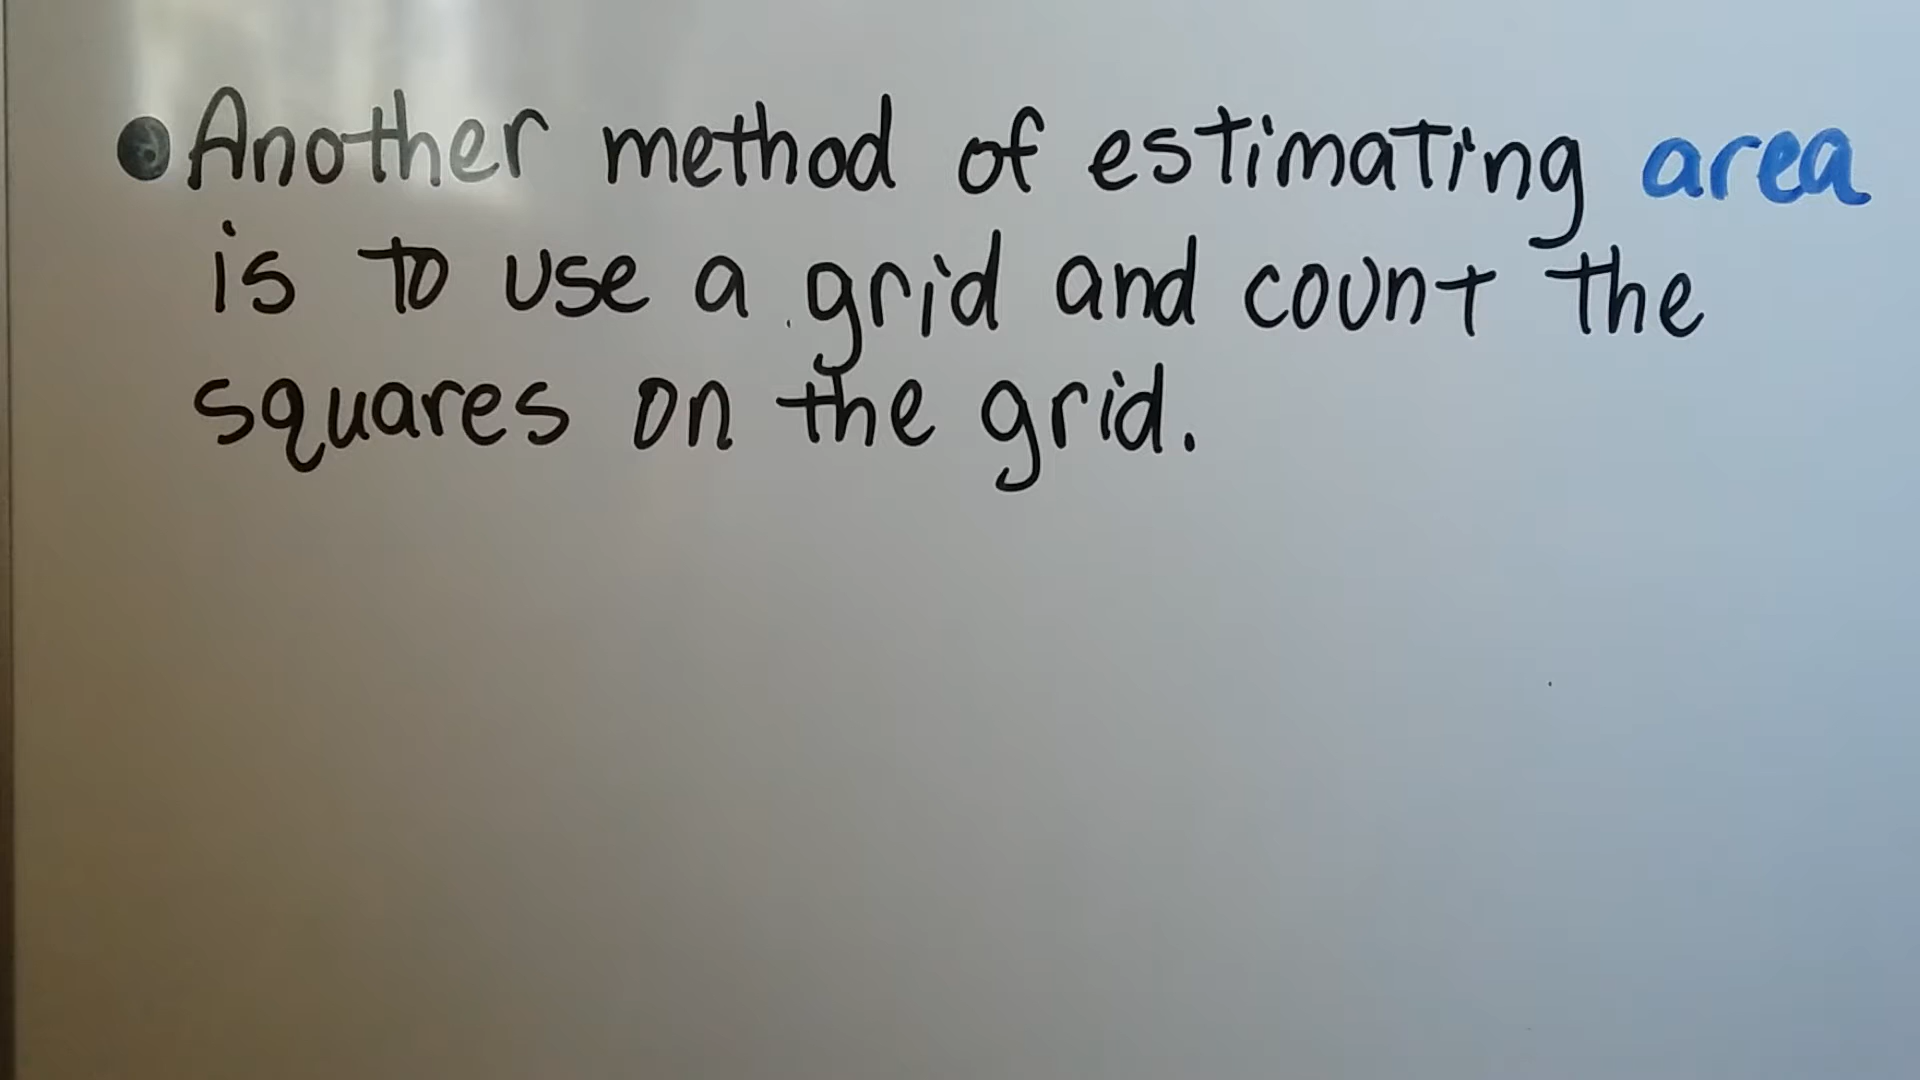 •Another method of estimating area
is to use a grid and count the
squares on the grid.